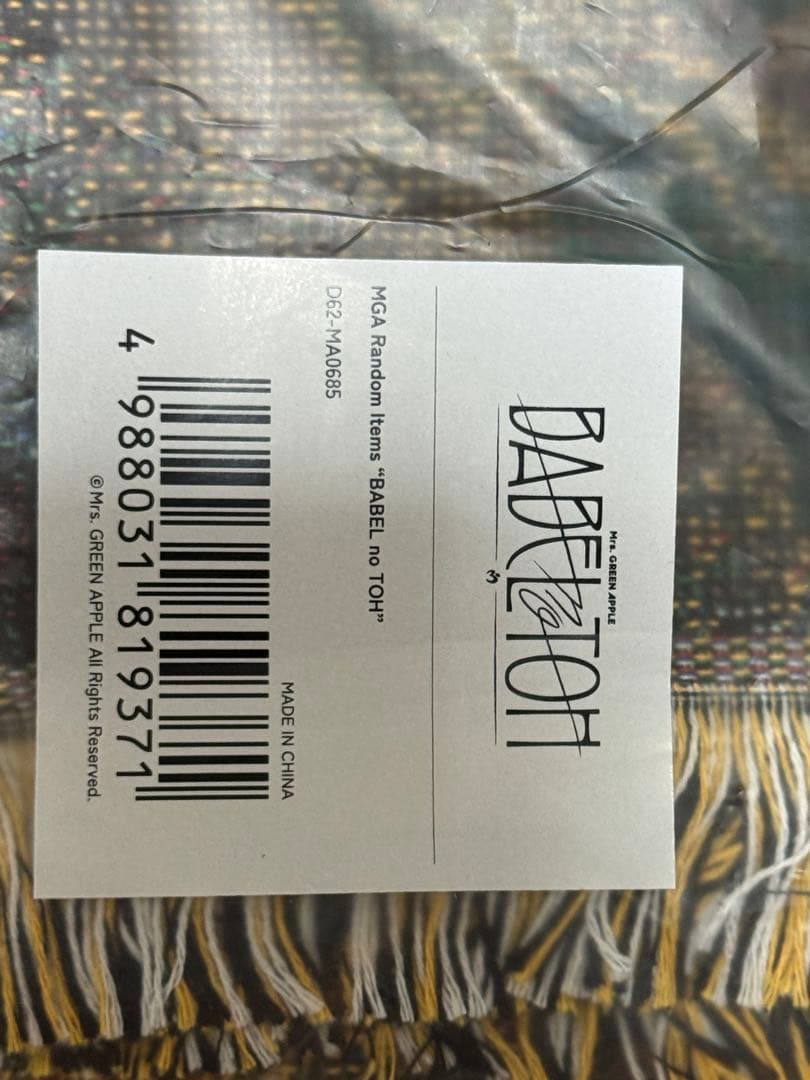 Mrs. GREEN APPLE
BABEL no TOH
MGA Random Items “BABEL no TOH”
D62-MA0685
MADE IN CHINA
4 988031 819371
©Mrs. GREEN APPLE All Rights Reserved.